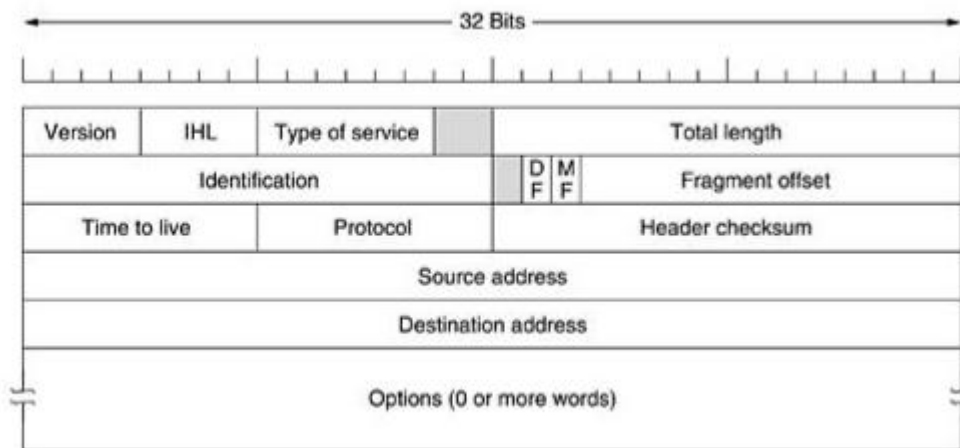 32 Bits
Version IHL Type of service Total length
Identification D F M F Fragment offset
Time to live Protocol Header checksum
Source address
Destination address
Options (0 or more words)